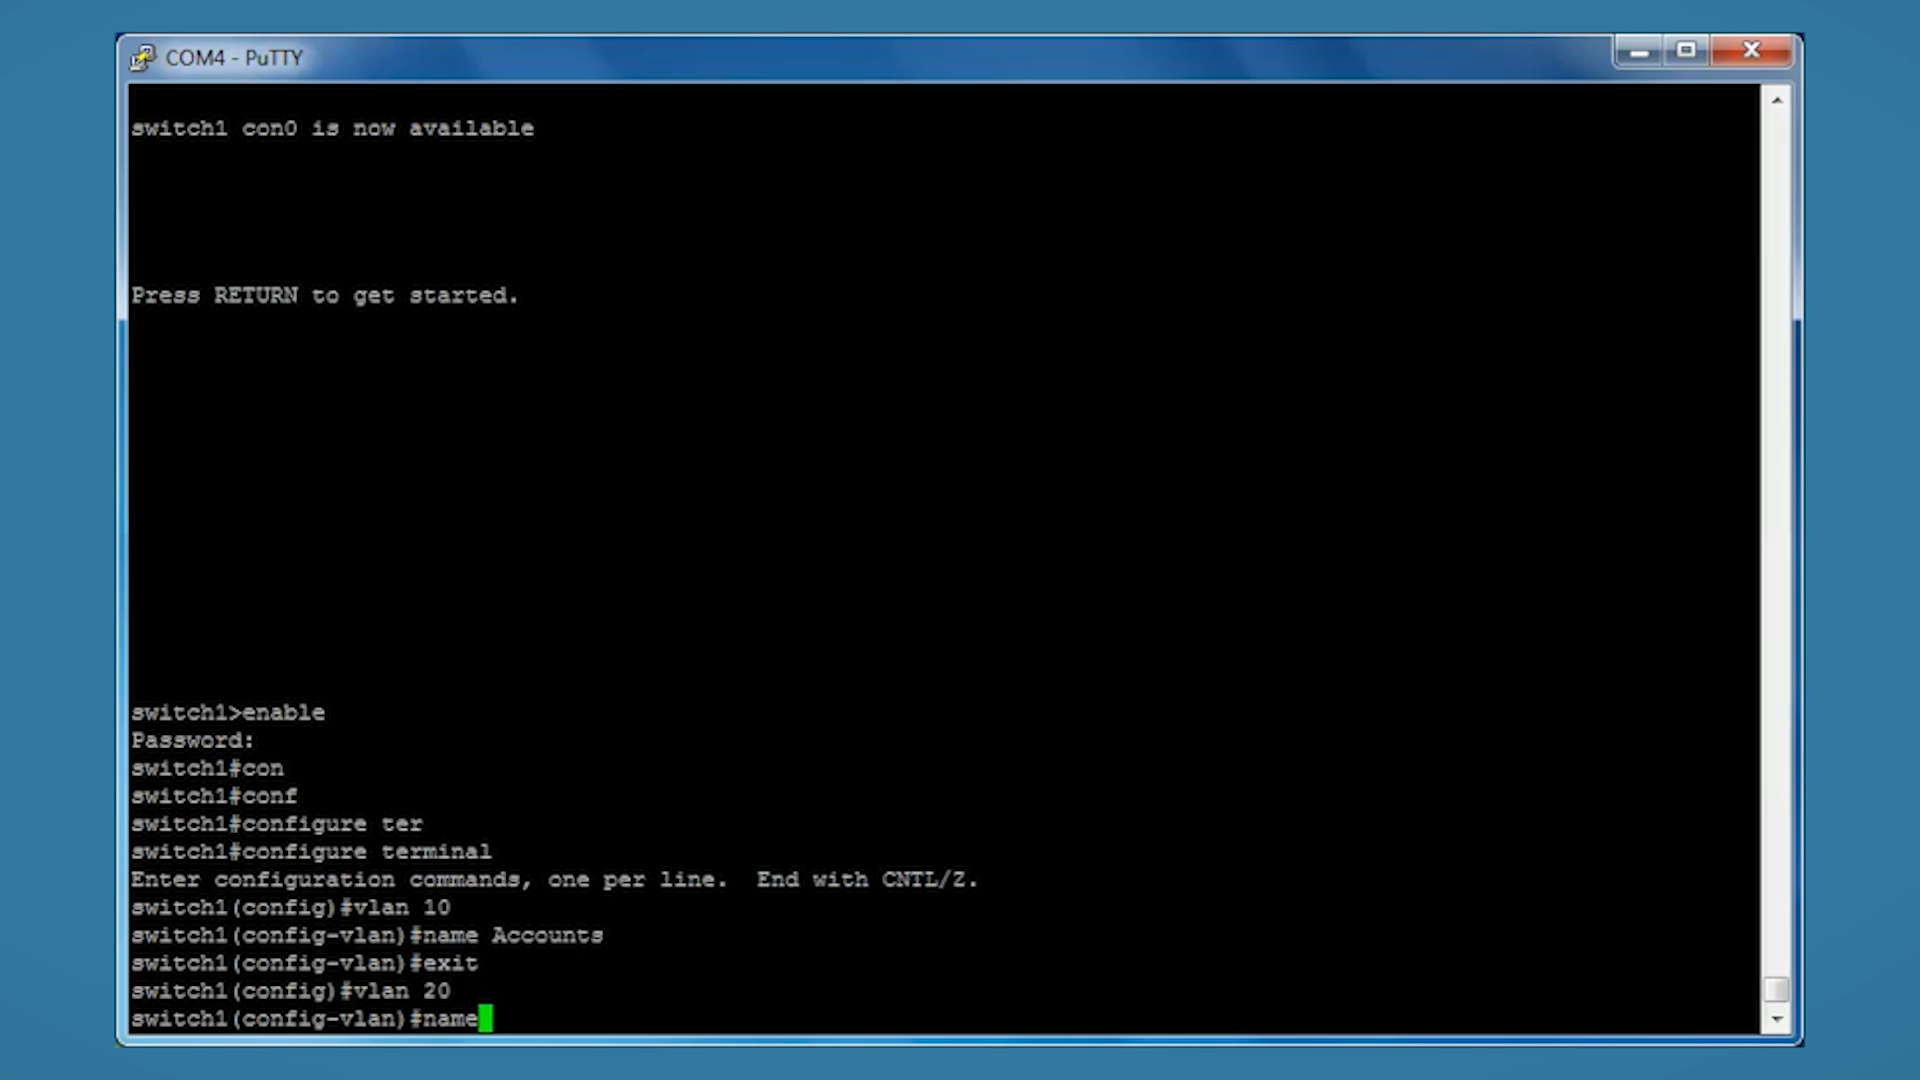 COM4 - PuTTY
switch1 con0 is now available
Press RETURN to get started.
switch1>enable
Password:
switch1#con
switch1#conf
switch1#configure ter
switch1#configure terminal
Enter configuration commands, one per line.  End with CNTL/Z.
switch1(config)#vlan 10
switch1(config-vlan)#name Accounts
switch1(config-vlan)#exit
switch1(config)#vlan 20
switch1(config-vlan)#name